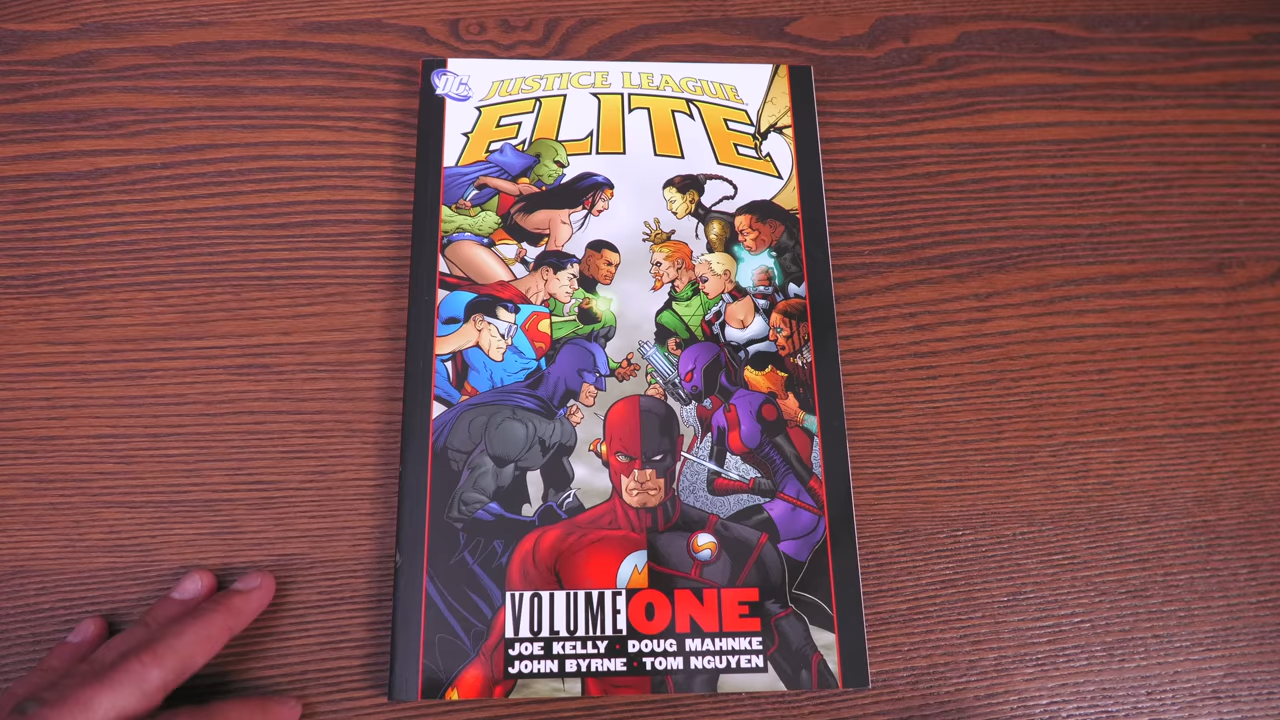 DC
JUSTICE LEAGUE
ELITE
VOLUME ONE
JOE KELLY · DOUG MAHNKE
JOHN BYRNE · TOM NGUYEN